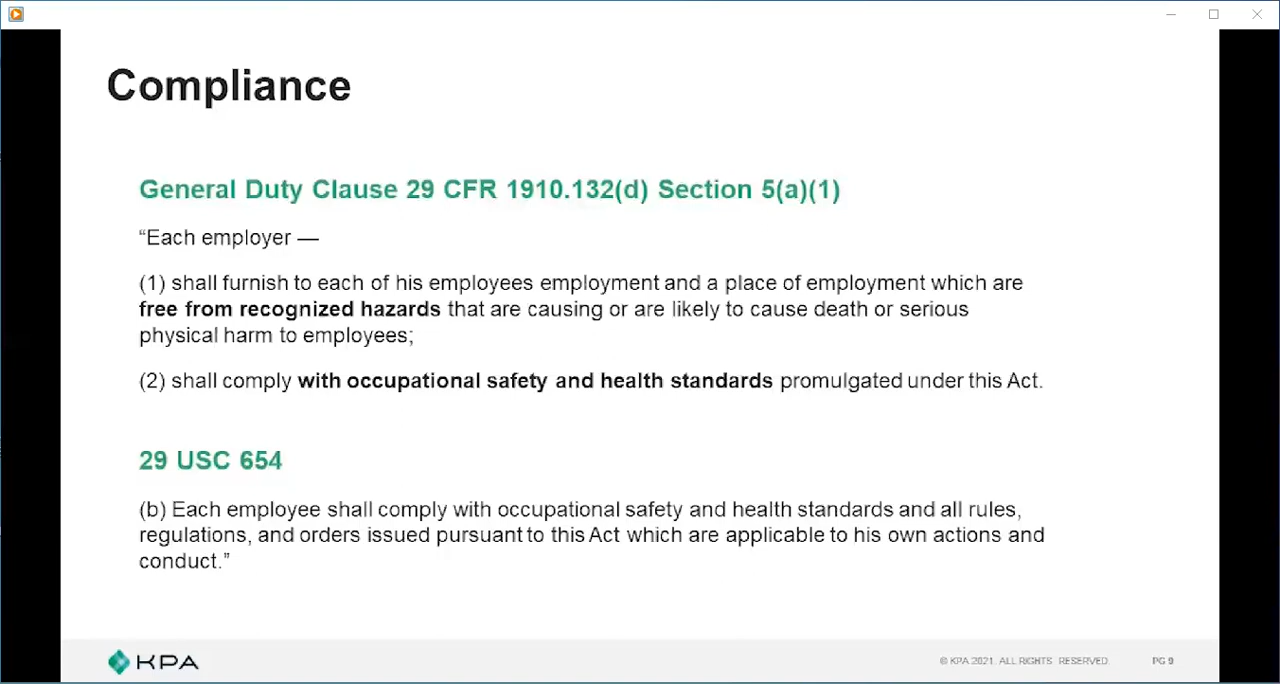 Compliance
General Duty Clause 29 CFR 1910.132(d) Section 5(a)(1)
“Each employer —
(1) shall furnish to each of his employees employment and a place of employment which are
free from recognized hazards that are causing or are likely to cause death or serious
physical harm to employees;
(2) shall comply with occupational safety and health standards promulgated under this Act.
29 USC 654
(b) Each employee shall comply with occupational safety and health standards and all rules,
regulations, and orders issued pursuant to this Act which are applicable to his own actions and
conduct.”
KPA
© KPA 2021. ALL RIGHTS RESERVED. PG 9